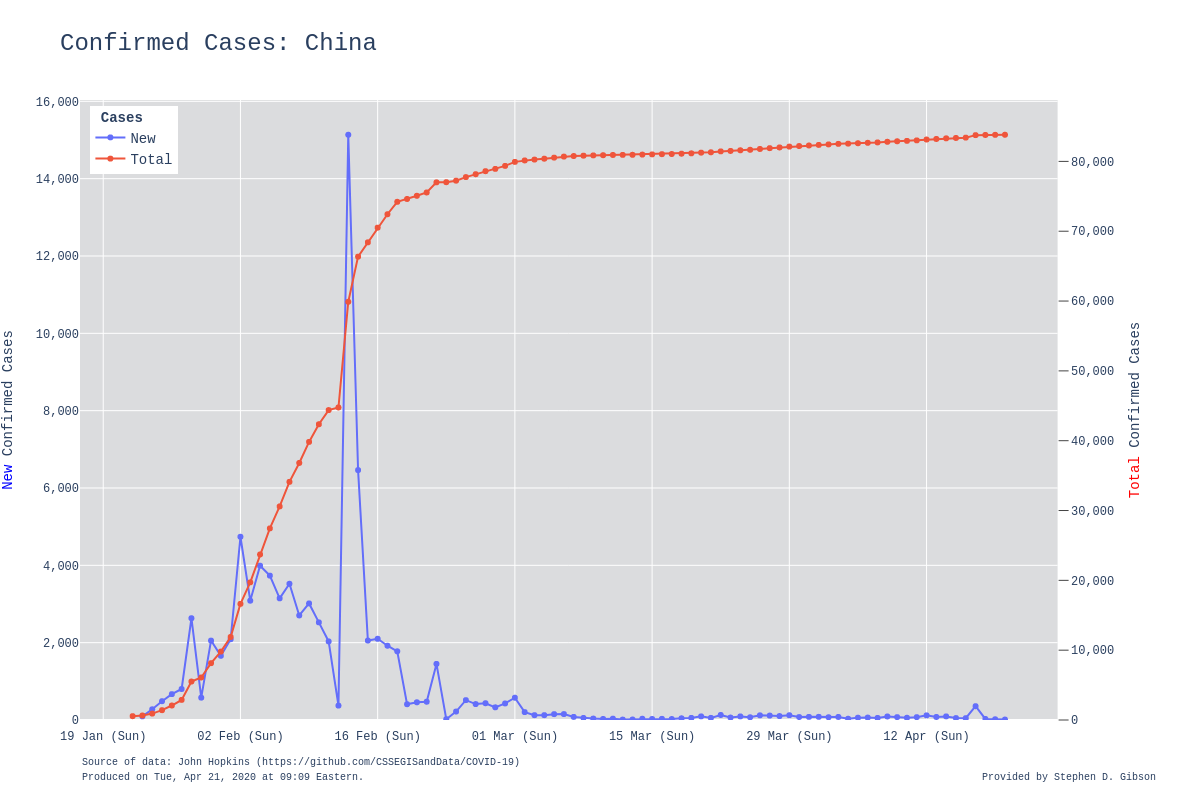 Confirmed Cases: China
Cases
New
Total
16,000
14,000
12,000
10,000
8,000
6,000
4,000
2,000
0
New Confirmed Cases
80,000
70,000
60,000
50,000
40,000
30,000
20,000
10,000
0
Total Confirmed Cases
19 Jan (Sun) 02 Feb (Sun) 16 Feb (Sun) 01 Mar (Sun) 15 Mar (Sun) 29 Mar (Sun) 12 Apr (Sun)
Source of data: John Hopkins (https://github.com/CSSEGISandData/COVID-19)
Produced on Tue, Apr 21, 2020 at 09:09 Eastern.
Provided by Stephen D. Gibson